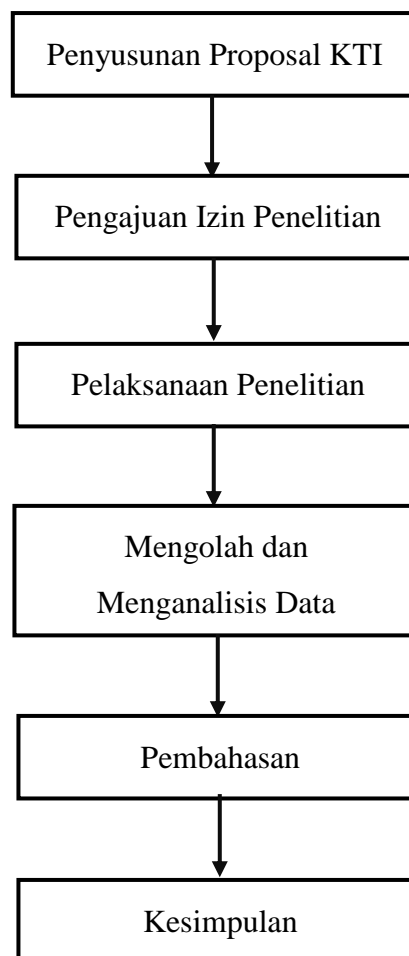 Penyusunan Proposal KTI
Pengajuan Izin Penelitian
Pelaksanaan Penelitian
Mengolah dan
Menganalisis Data
Pembahasan
Kesimpulan